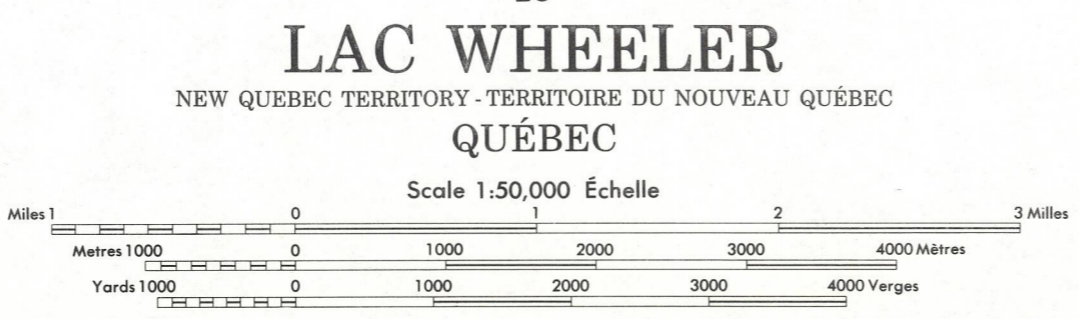 LAC WHEELER
NEW QUEBEC TERRITORY - TERRITOIRE DU NOUVEAU QUÉBEC
QUÉBEC
Scale 1:50,000 Échelle
Miles 1 0 1 2 3 Milles
Metres 1000 0 1000 2000 3000 4000 Mètres
Yards 1000 0 1000 2000 3000 4000 Verges